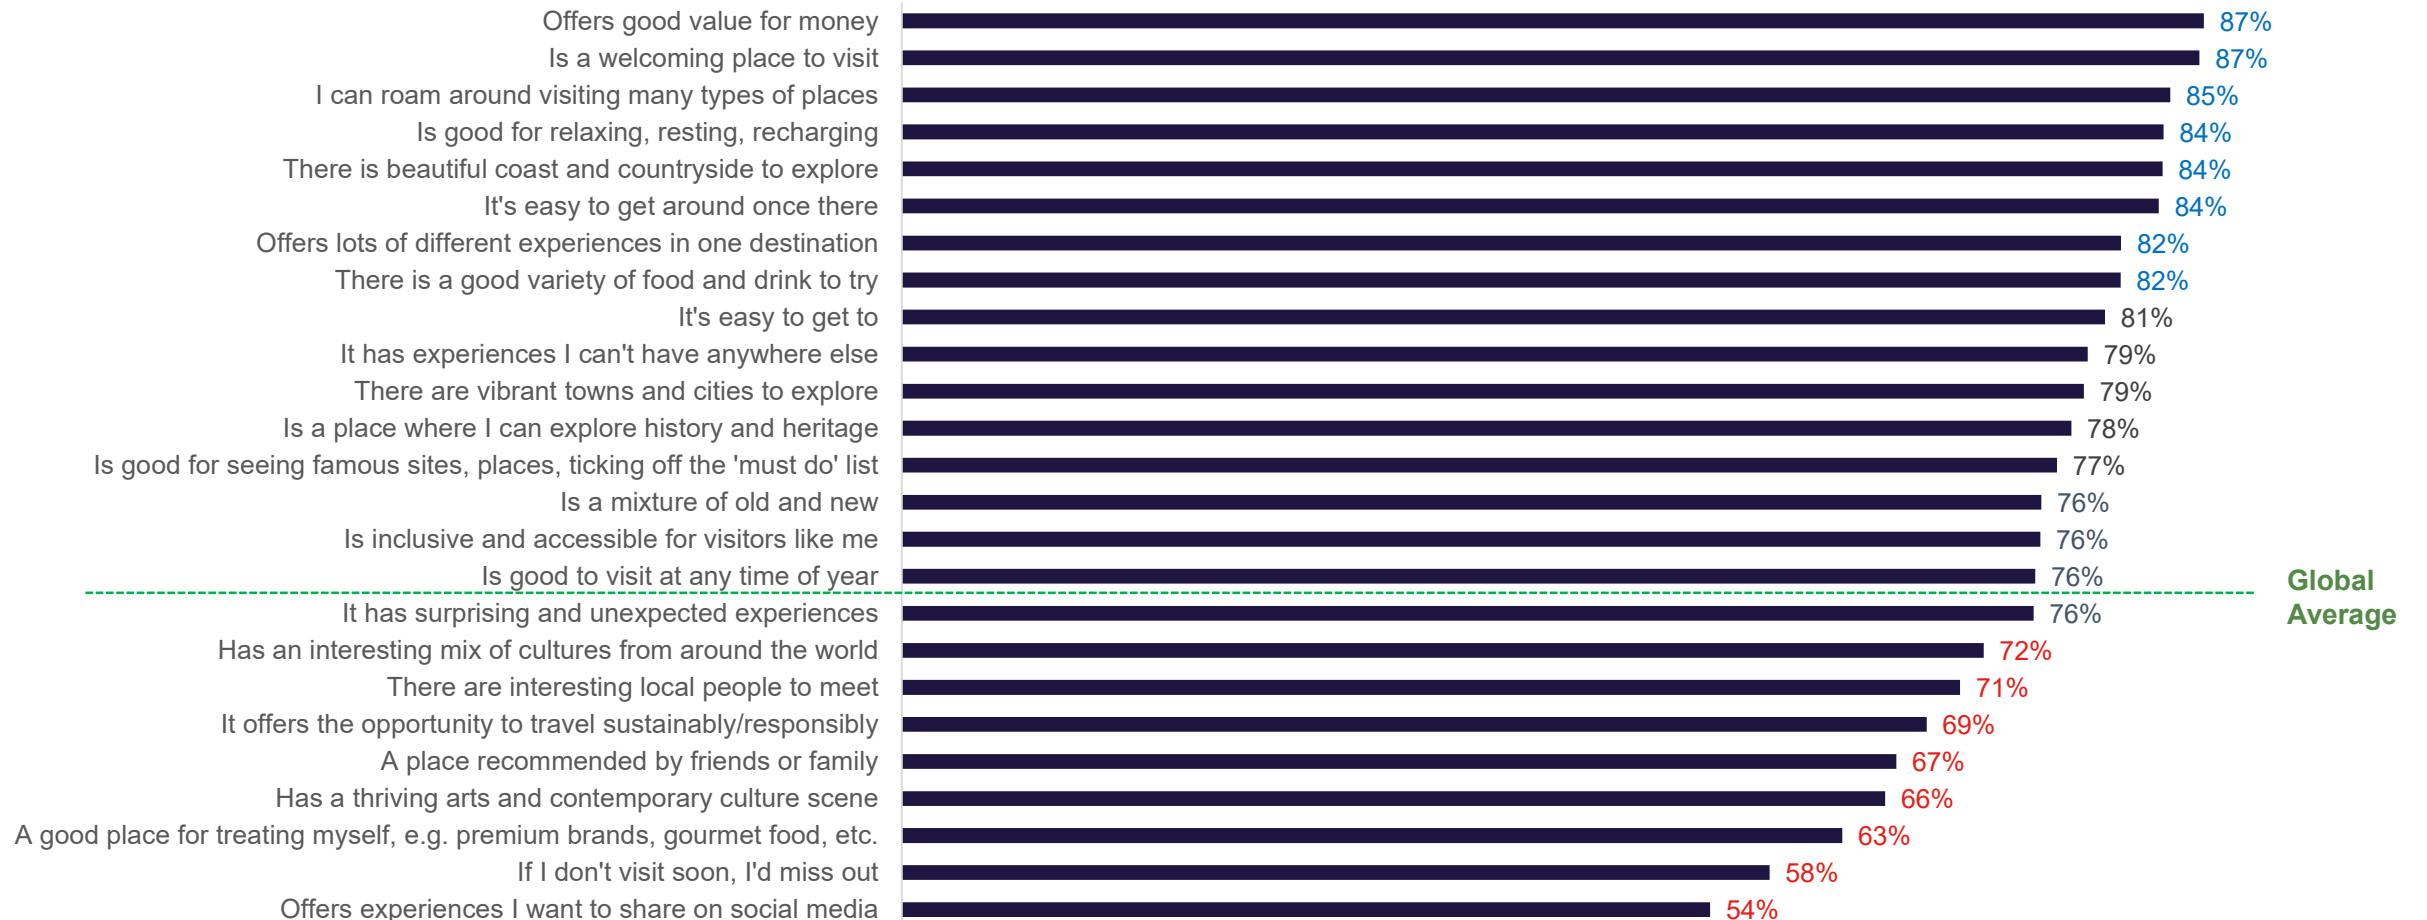 Offers good value for money 87%
Is a welcoming place to visit 87%
I can roam around visiting many types of places 85%
Is good for relaxing, resting, recharging 84%
There is beautiful coast and countryside to explore 84%
It's easy to get around once there 84%
Offers lots of different experiences in one destination 82%
There is a good variety of food and drink to try 82%
It's easy to get to 81%
It has experiences I can't have anywhere else 79%
There are vibrant towns and cities to explore 79%
Is a place where I can explore history and heritage 78%
Is good for seeing famous sites, places, ticking off the 'must do' list 77%
Is a mixture of old and new 76%
Is inclusive and accessible for visitors like me 76%
Is good to visit at any time of year 76%
Global
Average
It has surprising and unexpected experiences 76%
Has an interesting mix of cultures from around the world 72%
There are interesting local people to meet 71%
It offers the opportunity to travel sustainably/responsibly 69%
A place recommended by friends or family 67%
Has a thriving arts and contemporary culture scene 66%
A good place for treating myself, e.g. premium brands, gourmet food, etc. 63%
If I don't visit soon, I'd miss out 58%
Offers experiences I want to share on social media 54%